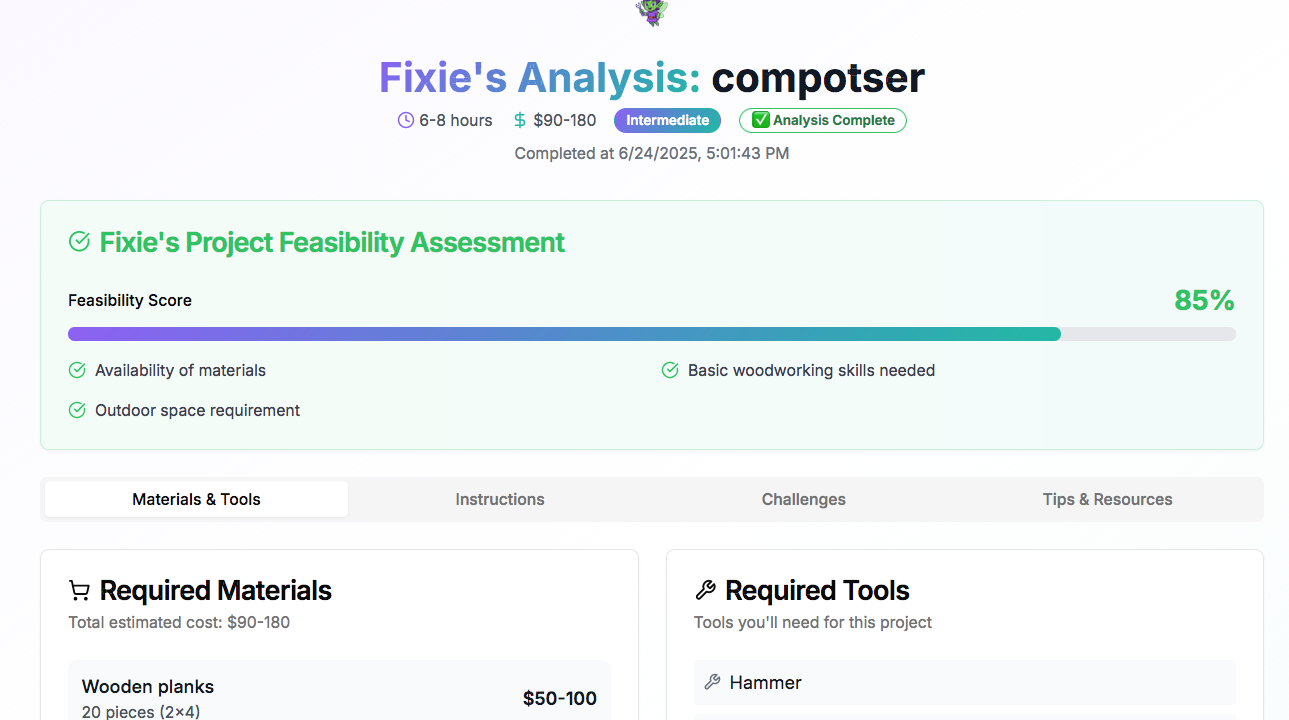 Fixie's Analysis: compotser
6-8 hours $90-180 Intermediate ✅ Analysis Complete
Completed at 6/24/2025, 5:01:43 PM
Fixie's Project Feasibility Assessment
Feasibility Score 85%
Availability of materials Basic woodworking skills needed
Outdoor space requirement
Materials & Tools Instructions Challenges Tips & Resources
Required Materials
Total estimated cost: $90-180
Wooden planks
20 pieces (2×4)
$50-100
Required Tools
Tools you'll need for this project
Hammer